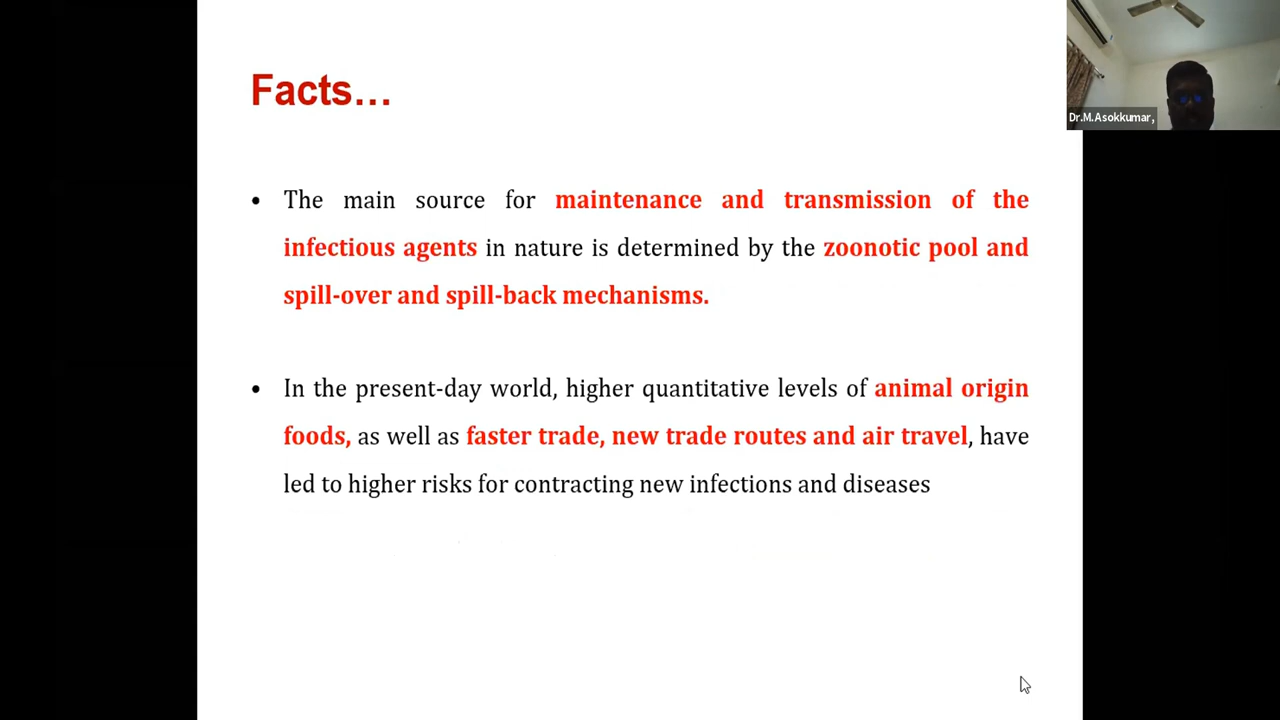 Facts…
Dr.M.Asokkumar,
• The main source for maintenance and transmission of the
infectious agents in nature is determined by the zoonotic pool and
spill-over and spill-back mechanisms.
• In the present-day world, higher quantitative levels of animal origin
foods, as well as faster trade, new trade routes and air travel, have
led to higher risks for contracting new infections and diseases